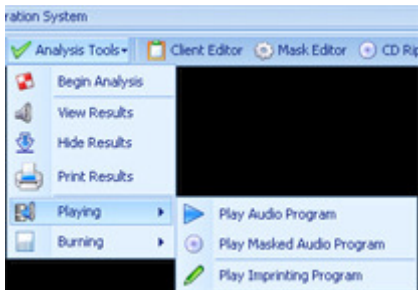 ration System
Analysis Tools Client Editor Mask Editor CD Rip
Begin Analysis
View Results
Hide Results
Print Results
Playing
Burning
Play Audio Program
Play Masked Audio Program
Play Imprinting Program